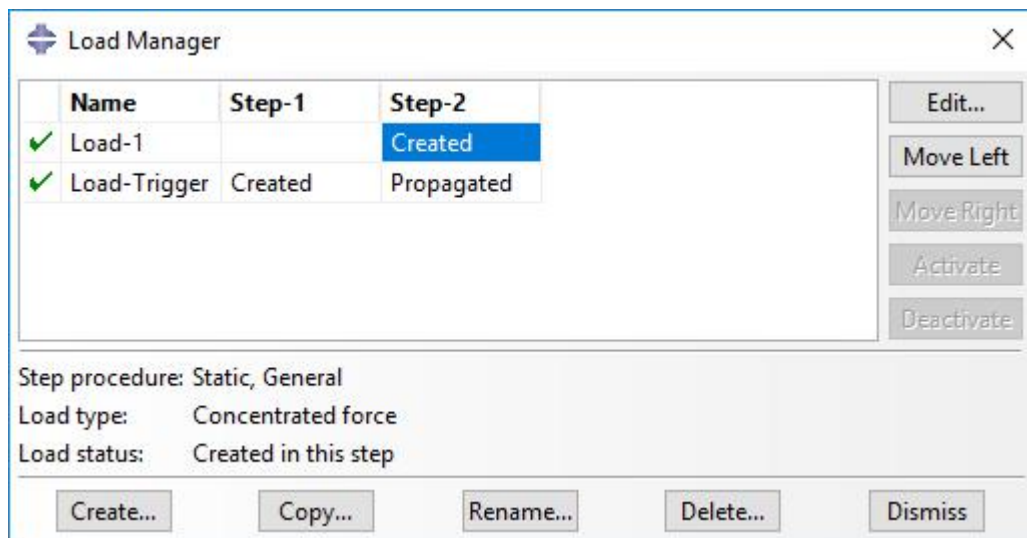 Load Manager
Name Step-1 Step-2 Edit...
Load-1 Created Move Left
Load-Trigger Created Propagated Move Right
Activate
Deactivate
Step procedure: Static, General
Load type: Concentrated force
Load status: Created in this step
Create... Copy... Rename... Delete... Dismiss